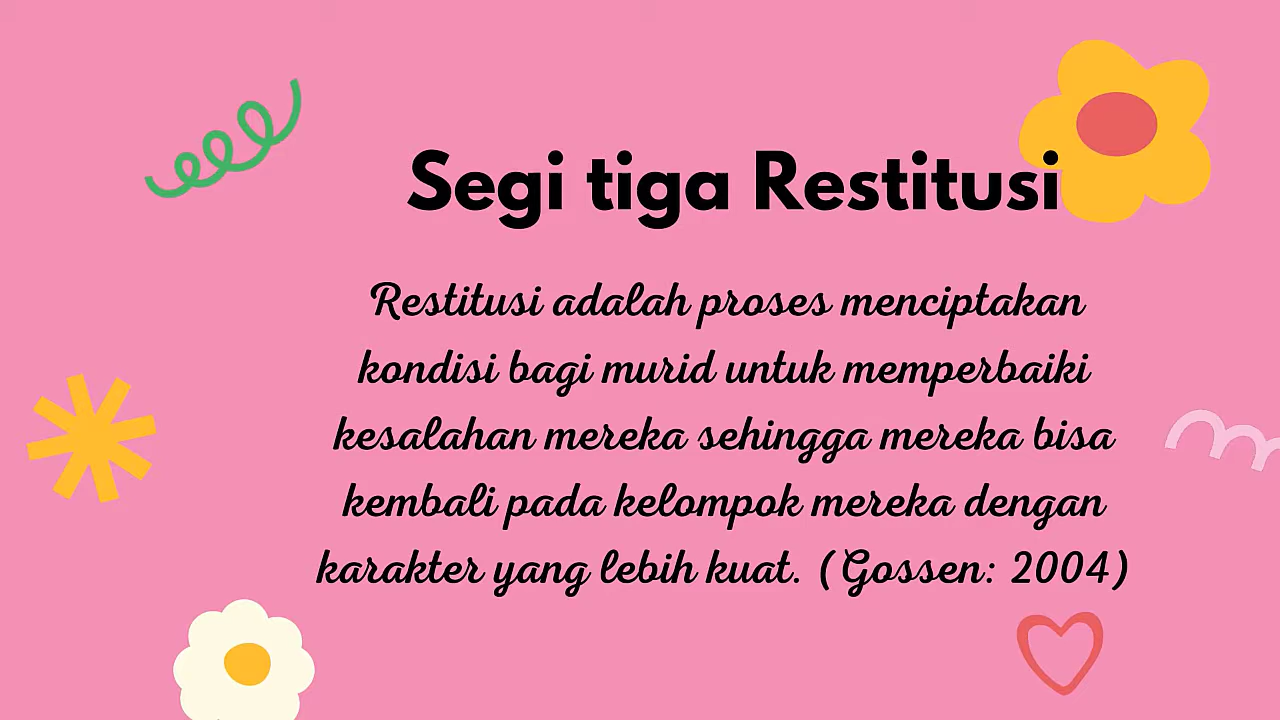 Segi tiga Restitusi
Restitusi adalah proses menciptakan
kondisi bagi murid untuk memperbaiki
kesalahan mereka sehingga mereka bisa
kembali pada kelompok mereka dengan
karakter yang lebih kuat. (Gossen: 2004)